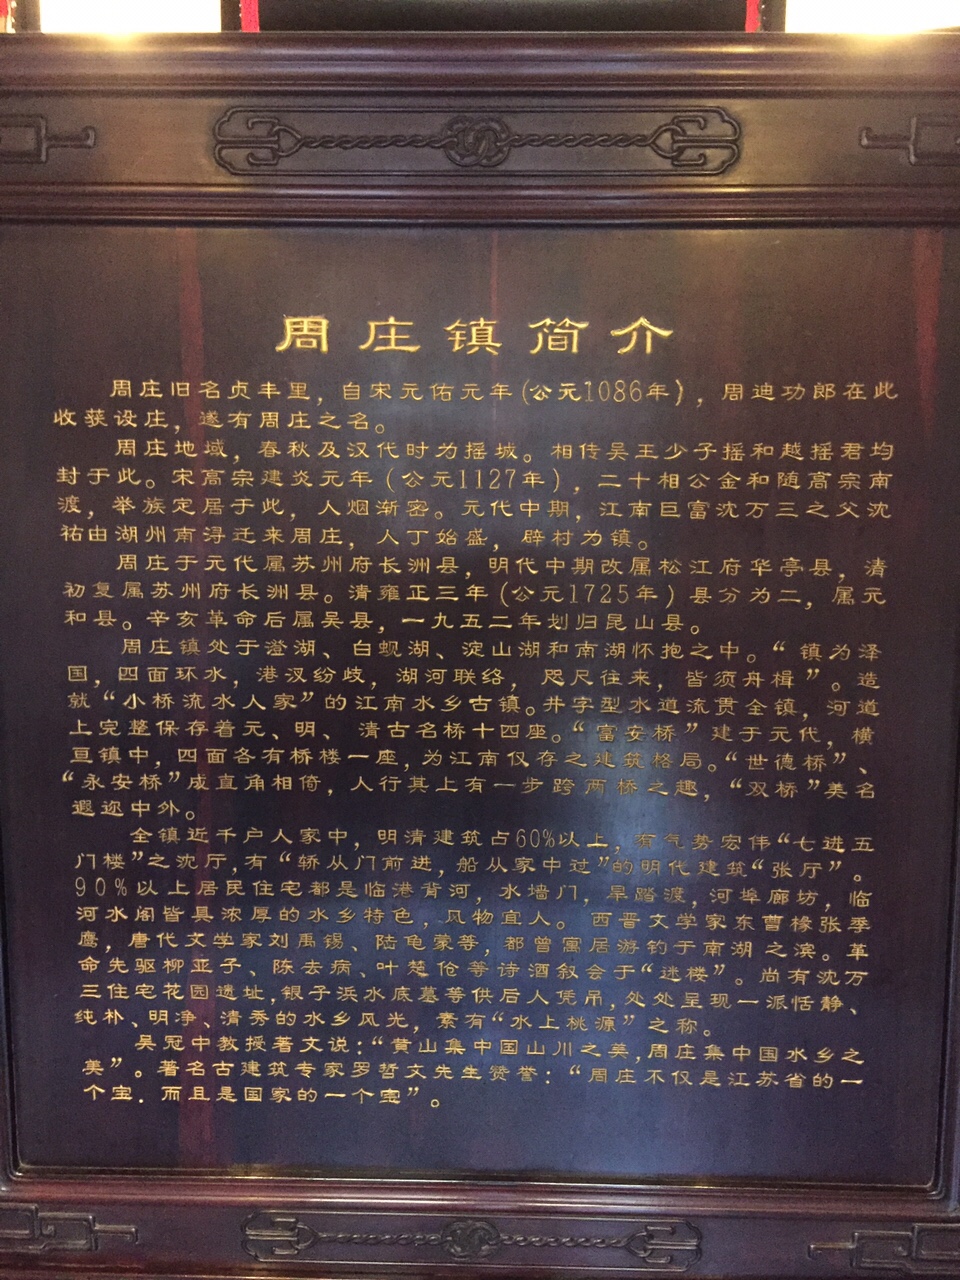 周庄镇简介
周庄旧名贞丰里，自宋元佑元年(公元1086年)，周迪功郎在此
收获设庄，遂有周庄之名。
周庄地域，春秋及汉代时为摇城。相传吴王少子摇和越摇君均
封于此。宋高宗建炎元年(公元1127年)，二十相公金和随高宗南
渡，举族定居于此，人烟渐密。元代中期，江南巨富沈万三之父沈
祐由湖州南浔迁来周庄，人丁始盛，辟村为镇。
周庄于元代属苏州府长洲县，明代中期改属松江府华亭县，清
初复属苏州府长洲县。清雍正三年(公元1725年)县分为二，属元
和县。辛亥革命后属吴县，一九五二年划归昆山县。
周庄镇处于澄湖、白蚬湖、淀山湖和南湖怀抱之中。“镇为泽
国，四面环水，港汊纷歧，湖河联络，咫尺往来，皆须舟楫”。造
就“小桥流水人家”的江南水乡古镇。井字型水道流贯全镇，河道
上完整保存着元、明、清古名桥十四座。“富安桥”建于元代，横
亘镇中，四面各有桥楼一座，为江南仅存之建筑格局。“世德桥”、
“永安桥”成直角相倚，人行其上有一步跨两桥之趣，“双桥”美名
遐迩中外。
全镇近千户人家中，明清建筑占60%以上，有气势宏伟“七进五
门楼”之沈厅，有“轿从门前进，船从家中过”的明代建筑“张厅”。
90%以上居民住宅都是临港背河，水墙门，旱踏渡，河埠廊坊，临
河水阁皆具浓厚的水乡特色，风物宜人。西晋文学家东曹椽张季
鹰，唐代文学家刘禹锡、陆龟蒙等，都曾寓居游钓于南湖之滨。革
命先驱柳亚子、陈去病、叶楚伧等诗酒叙会于“迷楼”。尚有沈万
三住宅花园遗址，银子浜水底墓等供后人凭吊，处处呈现一派恬静、
纯朴、明净、清秀的水乡风光，素有“水上桃源”之称。
吴冠中教授著文说：“黄山集中国山川之美，周庄集中国水乡之
美”。著名古建筑专家罗哲文先生赞誉：“周庄不仅是江苏省的一
个宝．而且是国家的一个宝”。